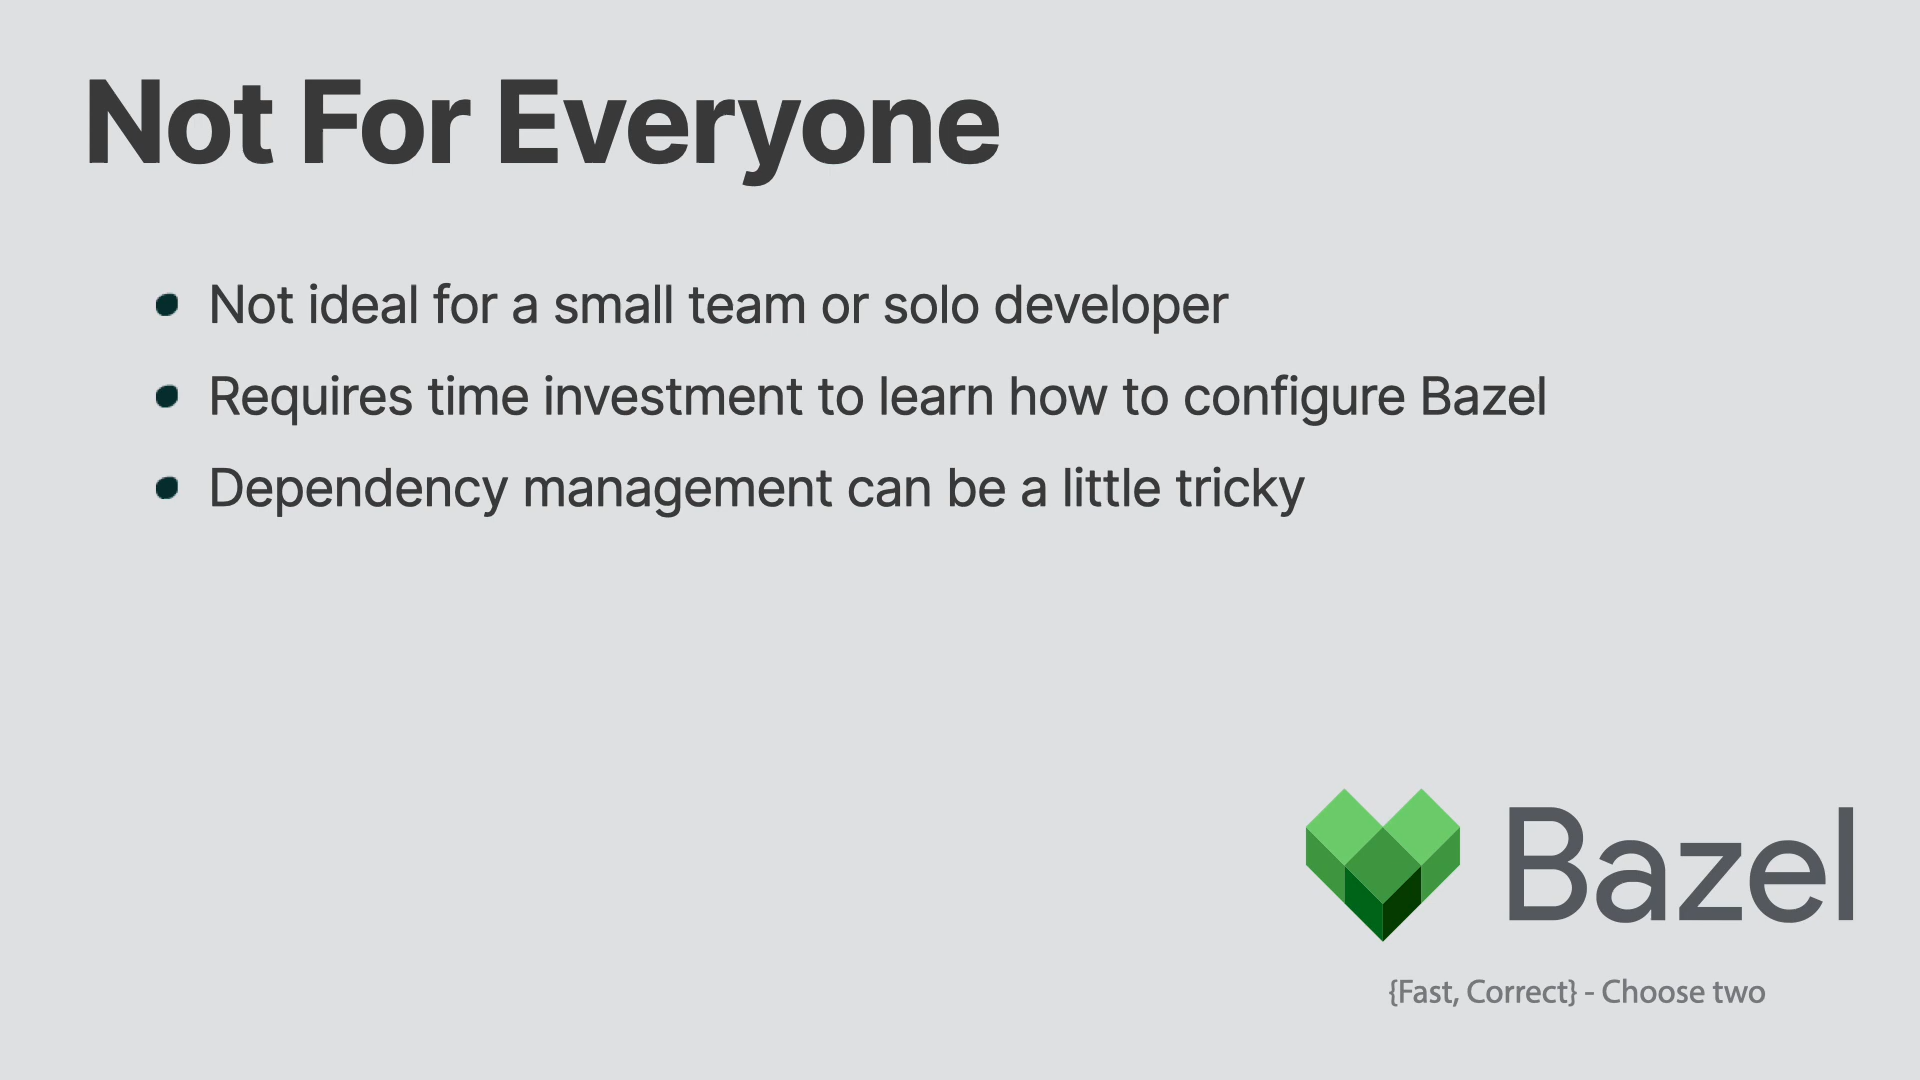 Not For Everyone
Not ideal for a small team or solo developer
Requires time investment to learn how to configure Bazel
Dependency management can be a little tricky
Bazel
{Fast, Correct} - Choose two